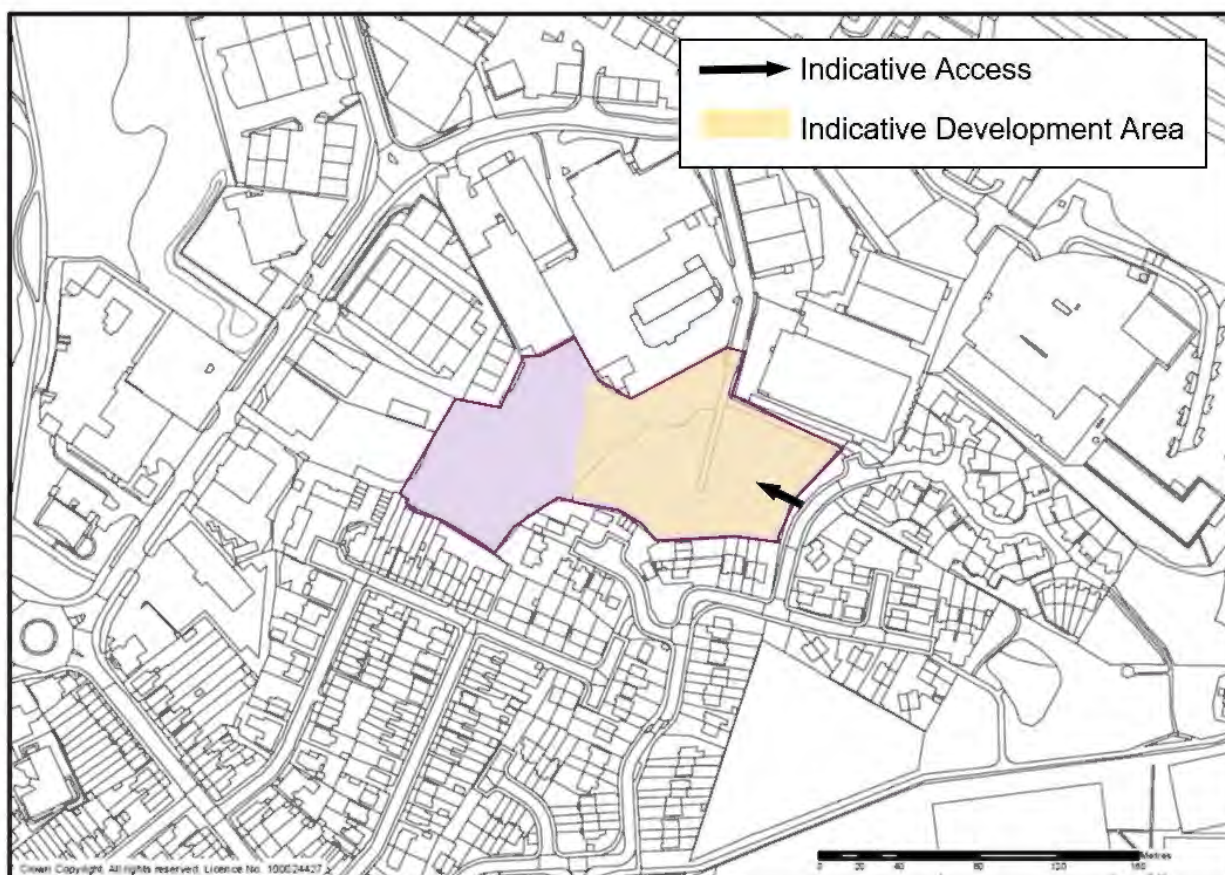 Indicative Access
Indicative Development Area
Crown Copyright. All rights reserved. Licence No. 100024427
Metres
0 20 40 80 120 160